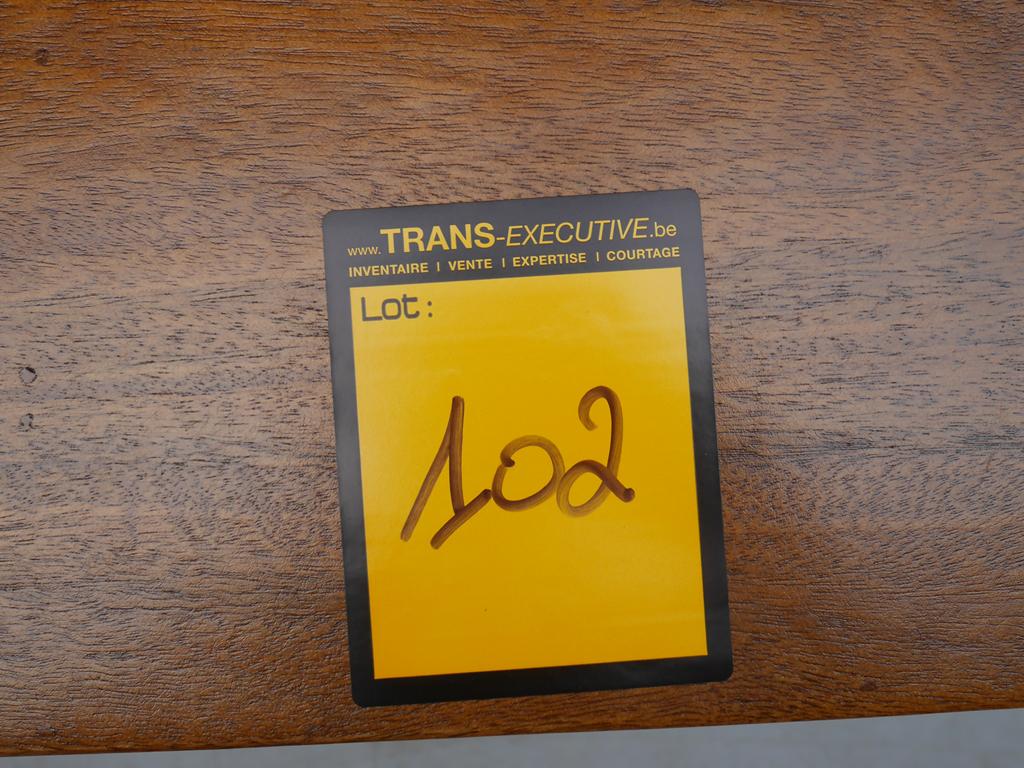 www.TRANS-EXECUTIVE.be
INVENTAIRE | VENTE | EXPERTISE | COURTAGE
Lot:
102